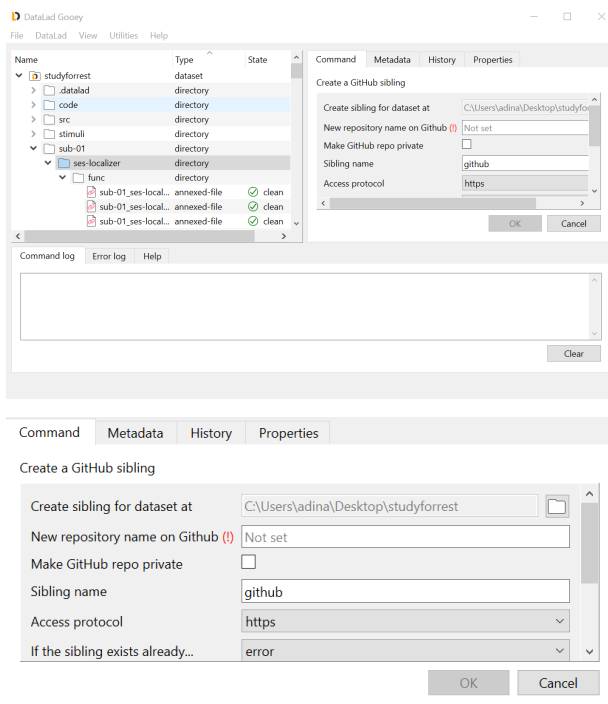 DataLad Gooey
File DataLad View Utilities Help
Name Type State
studyforrest dataset
.datalad directory
code directory
src directory
stimuli directory
sub-01 directory
ses-localizer directory
func directory
sub-01_ses-local... annexed-file clean
sub-01_ses-local... annexed-file clean
sub-01_ses-local... annexed-file clean
Command Metadata History Properties
Create a GitHub sibling
Create sibling for dataset at C:\Users\adina\Desktop\studyfo
New repository name on Github (!) Not set
Make GitHub repo private
Sibling name github
Access protocol https
OK Cancel
Command log Error log Help
Clear
Command Metadata History Properties
Create a GitHub sibling
Create sibling for dataset at C:\Users\adina\Desktop\studyforrest
New repository name on Github (!) Not set
Make GitHub repo private
Sibling name github
Access protocol https
If the sibling exists already... error
OK Cancel